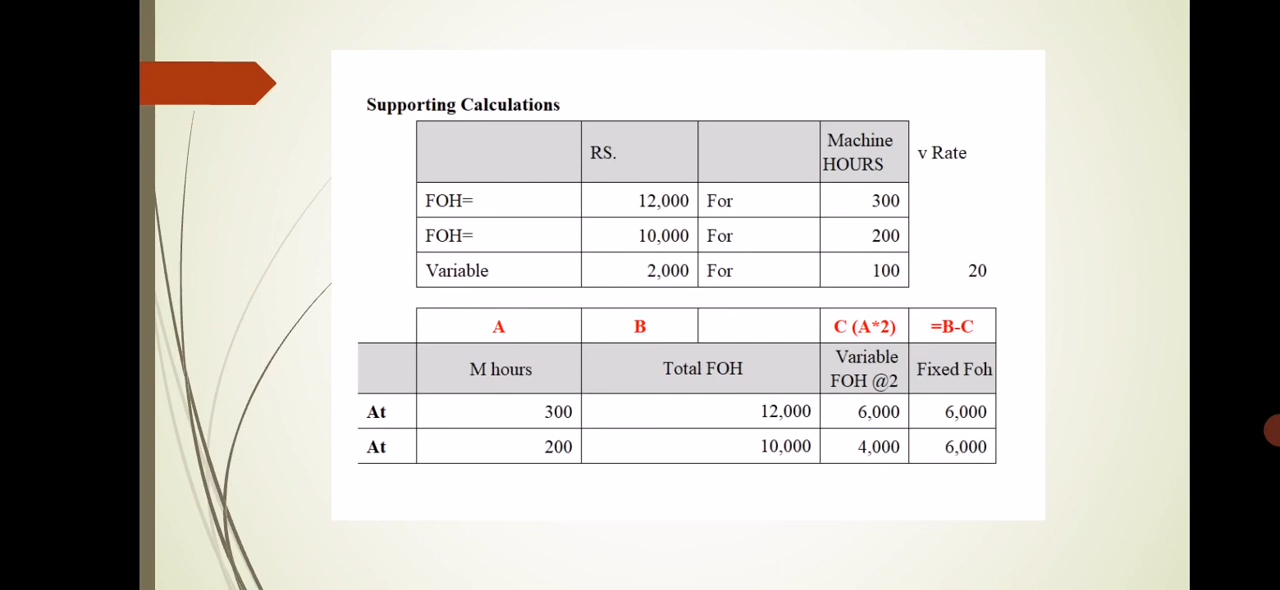 Supporting Calculations
RS. Machine HOURS v Rate
FOH= 12,000 For 300
FOH= 10,000 For 200
Variable 2,000 For 100 20
A B C (A*2) =B-C
M hours Total FOH Variable FOH @2 Fixed Foh
At 300 12,000 6,000 6,000
At 200 10,000 4,000 6,000